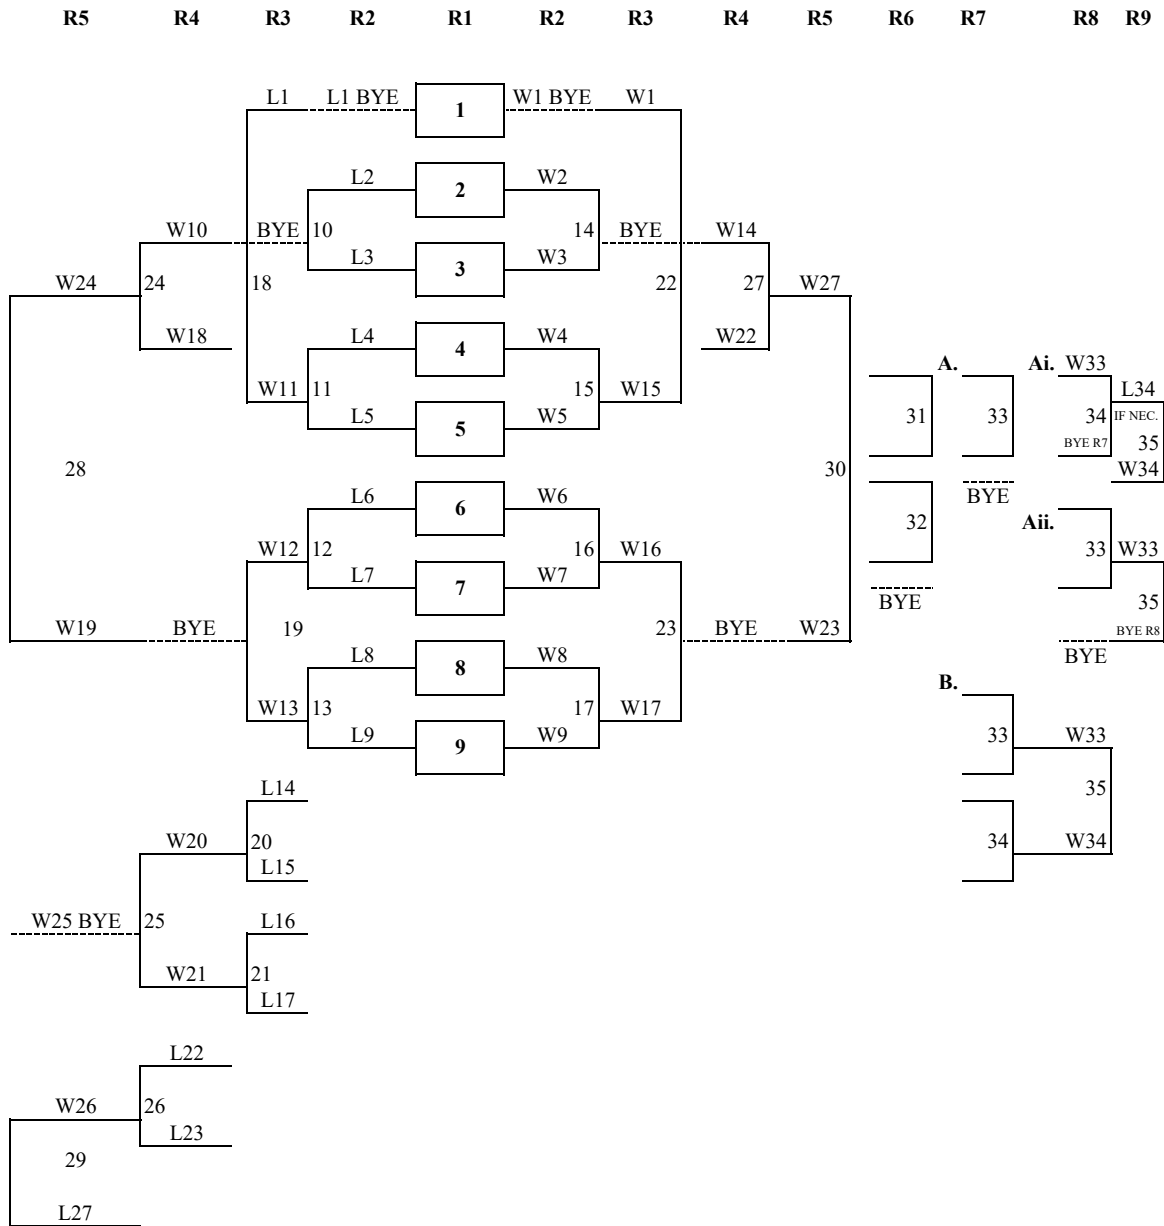 R5 R4 R3 R2 R1 R2 R3 R4 R5 R6 R7 R8 R9
L1 L1 BYE 1 W1 BYE W1
L2 2 W2
W10 BYE 10 14 BYE W14
L3 3 W3
W24 24 18 22 27 W27
W18 L4 4 W4 W22
A. Ai. W33
W11 11 15 W15 L34
31 33 34 IF NEC.
L5 5 W5
BYE R7 35
28 30 W34
L6 6 W6 BYE
32 Aii.
W12 12 16 W16 33 W33
L7 7 W7
BYE 35
W19 BYE 19 23 BYE W23 BYE R8
L8 8 W8 BYE
B.
W13 13 17 W17
L9 9 W9 33 W33
L14 35
W20 20 34 W34
L15
W25 BYE 25 L16
W21 21
L17
L22
W26 26
L23
29
L27